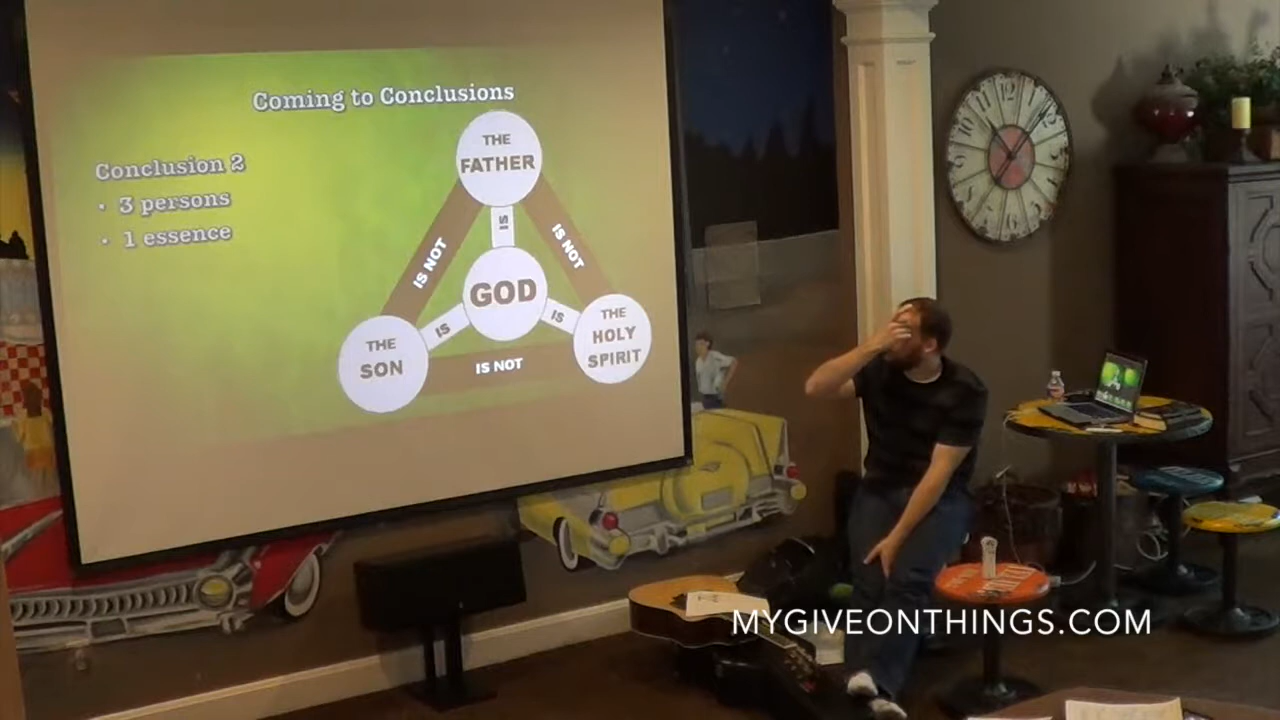 Coming to Conclusions
Conclusion 2
• 3 persons
• 1 essence
THE
FATHER
IS
IS NOT
IS NOT
GOD
IS
IS
THE
SON
IS NOT
THE
HOLY
SPIRIT
MYGIVEONTHINGS.COM